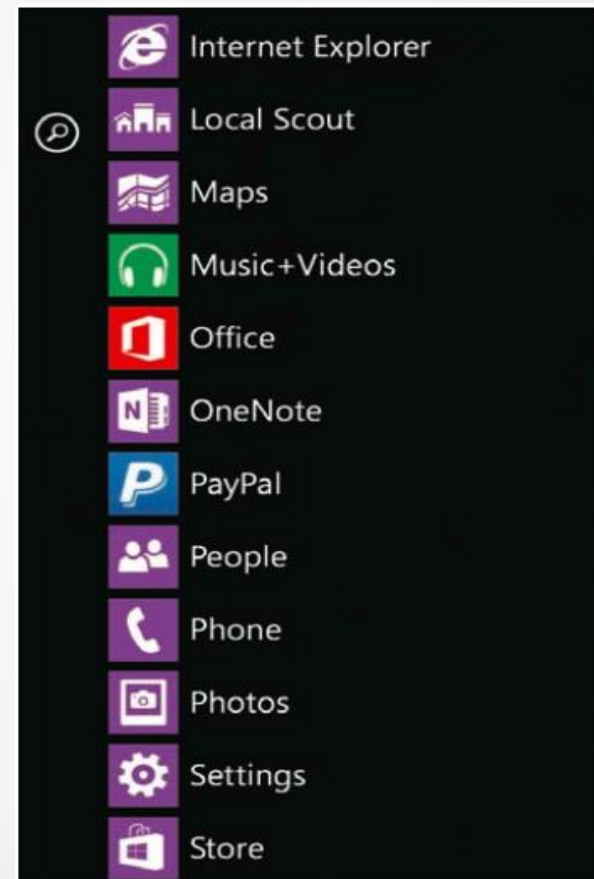 Internet Explorer
Local Scout
Maps
Music+Videos
Office
N OneNote
P PayPal
People
Phone
Photos
Settings
Store